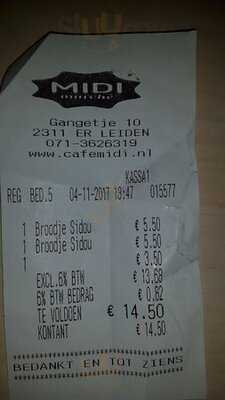 MIDI
Gangetje 10
2311 ER LEIDEN
071-3626319
www.cafemidi.nl
KASSA1
REG BED.5 04-11-2017 19:47 015577
1 Broodje Sidou € 5.50
1 Broodje Sidou € 5.50
1 € 3.50
EXCL.6% BTW € 13.68
6% BTW BEDRAG € 0.82
TE VOLDOEN € 14.50
KONTANT € 14.50
BEDANKT EN TOT ZIENS